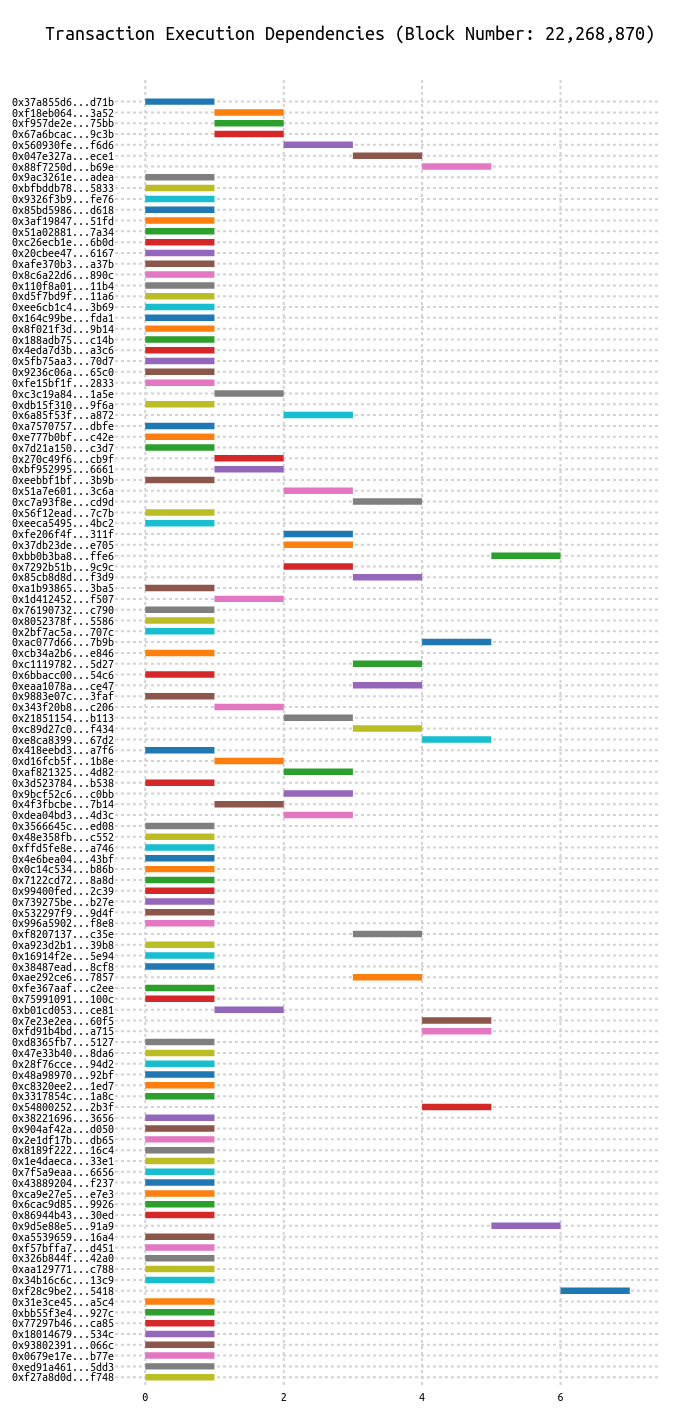 Transaction Execution Dependencies (Block Number: 22,268,870)
0x37a855d6...d71b
0xf18eb064...3a52
0xf957de2e...75bb
0x67a6bcac...9c3b
0x560930fe...f6d6
0x047e327a...ece1
0x88f7250d...b69e
0x9ac3261e...adea
0xbfbddb78...5833
0x9326f3b9...fe76
0x85bd5986...d618
0x3af19847...51fd
0x51a02881...7a34
0xc26ecb1e...6b0d
0x20cbee47...6167
0xafe370b3...a37b
0x8c6a22d6...890c
0x110f8a01...11b4
0xd5f7bd9f...11a6
0xee6cb1c4...3b69
0x164c99be...fda1
0x8f021f3d...9b14
0x188adb75...c14b
0x4eda7d3b...a3c6
0x5fb75aa3...70d7
0x9236c06a...65c0
0xfe15bf1f...2833
0xc3c19a84...1a5e
0xdb15f310...9f6a
0x6a85f53f...a872
0xa7570757...dbfe
0xe777b0bf...c42e
0x7d21a150...c3d7
0x270c49f6...cb9f
0xbf952995...6661
0xeebbf1bf...3b9b
0x51a7e601...3c6a
0xc7a93f8e...cd9d
0x56f12ead...7c7b
0xeeca5495...4bc2
0xfe206f4f...311f
0x37db23de...e705
0xbb0b3ba8...ffe6
0x7292b51b...9c9c
0x85cb8d8d...f3d9
0xa1b93865...3ba5
0x1d412452...f507
0x76190732...c790
0x8052378f...5586
0x2bf7ac5a...707c
0xac077d66...7b9b
0xcb34a2b6...e846
0xc1119782...5d27
0x6bbacc00...54c6
0xeaa1078a...ce47
0x9883e07c...3faf
0x343f20b8...c206
0x21851154...b113
0xc89d27c0...f434
0xe8ca8399...67d2
0x418eebd3...a7f6
0xd16fcb5f...1b8e
0xaf821325...4d82
0x3d523784...b538
0x9bcf52c6...c0bb
0x4f3fbcbe...7b14
0xdea04bd3...4d3c
0x3566645c...ed08
0x48e358fb...c552
0xffd5fe8e...a746
0x4e6bea04...43bf
0x0c14c534...b86b
0x7122cd72...8a8d
0x99400fed...2c39
0x739275be...b27e
0x532297f9...9d4f
0x996a5902...f8e8
0xf8207137...c35e
0xa923d2b1...39b8
0x16914f2e...5e94
0x38487ead...8cf8
0xae292ce6...7857
0xfe367aaf...c2ee
0x75991091...100c
0xb01cd053...ce81
0x7e23e2ea...60f5
0xfd91b4bd...a715
0xd8365fb7...5127
0x47e33b40...8da6
0x28f76cce...94d2
0x48a98970...92bf
0xc8320ee2...1ed7
0x3317854c...1a8c
0x54800252...2b3f
0x38221696...3656
0x904af42a...d050
0x2e1df17b...db65
0x8189f222...16c4
0x1e4daeca...33e1
0x7f5a9eaa...6656
0x43889204...f237
0xca9e27e5...e7e3
0x6cac9d85...9926
0x86944b43...30ed
0x9d5e88e5...91a9
0xa5539659...16a4
0xf57bffa7...d451
0x326b844f...42a0
0xaa129771...c788
0x34b16c6c...13c9
0xf28c9be2...5418
0x31e3ce45...a5c4
0xbb55f3e4...927c
0x77297b46...ca85
0x18014679...534c
0x93802391...066c
0x0679e17e...b77e
0xed91a461...5dd3
0xf27a8d0d...f748
0 2 4 6